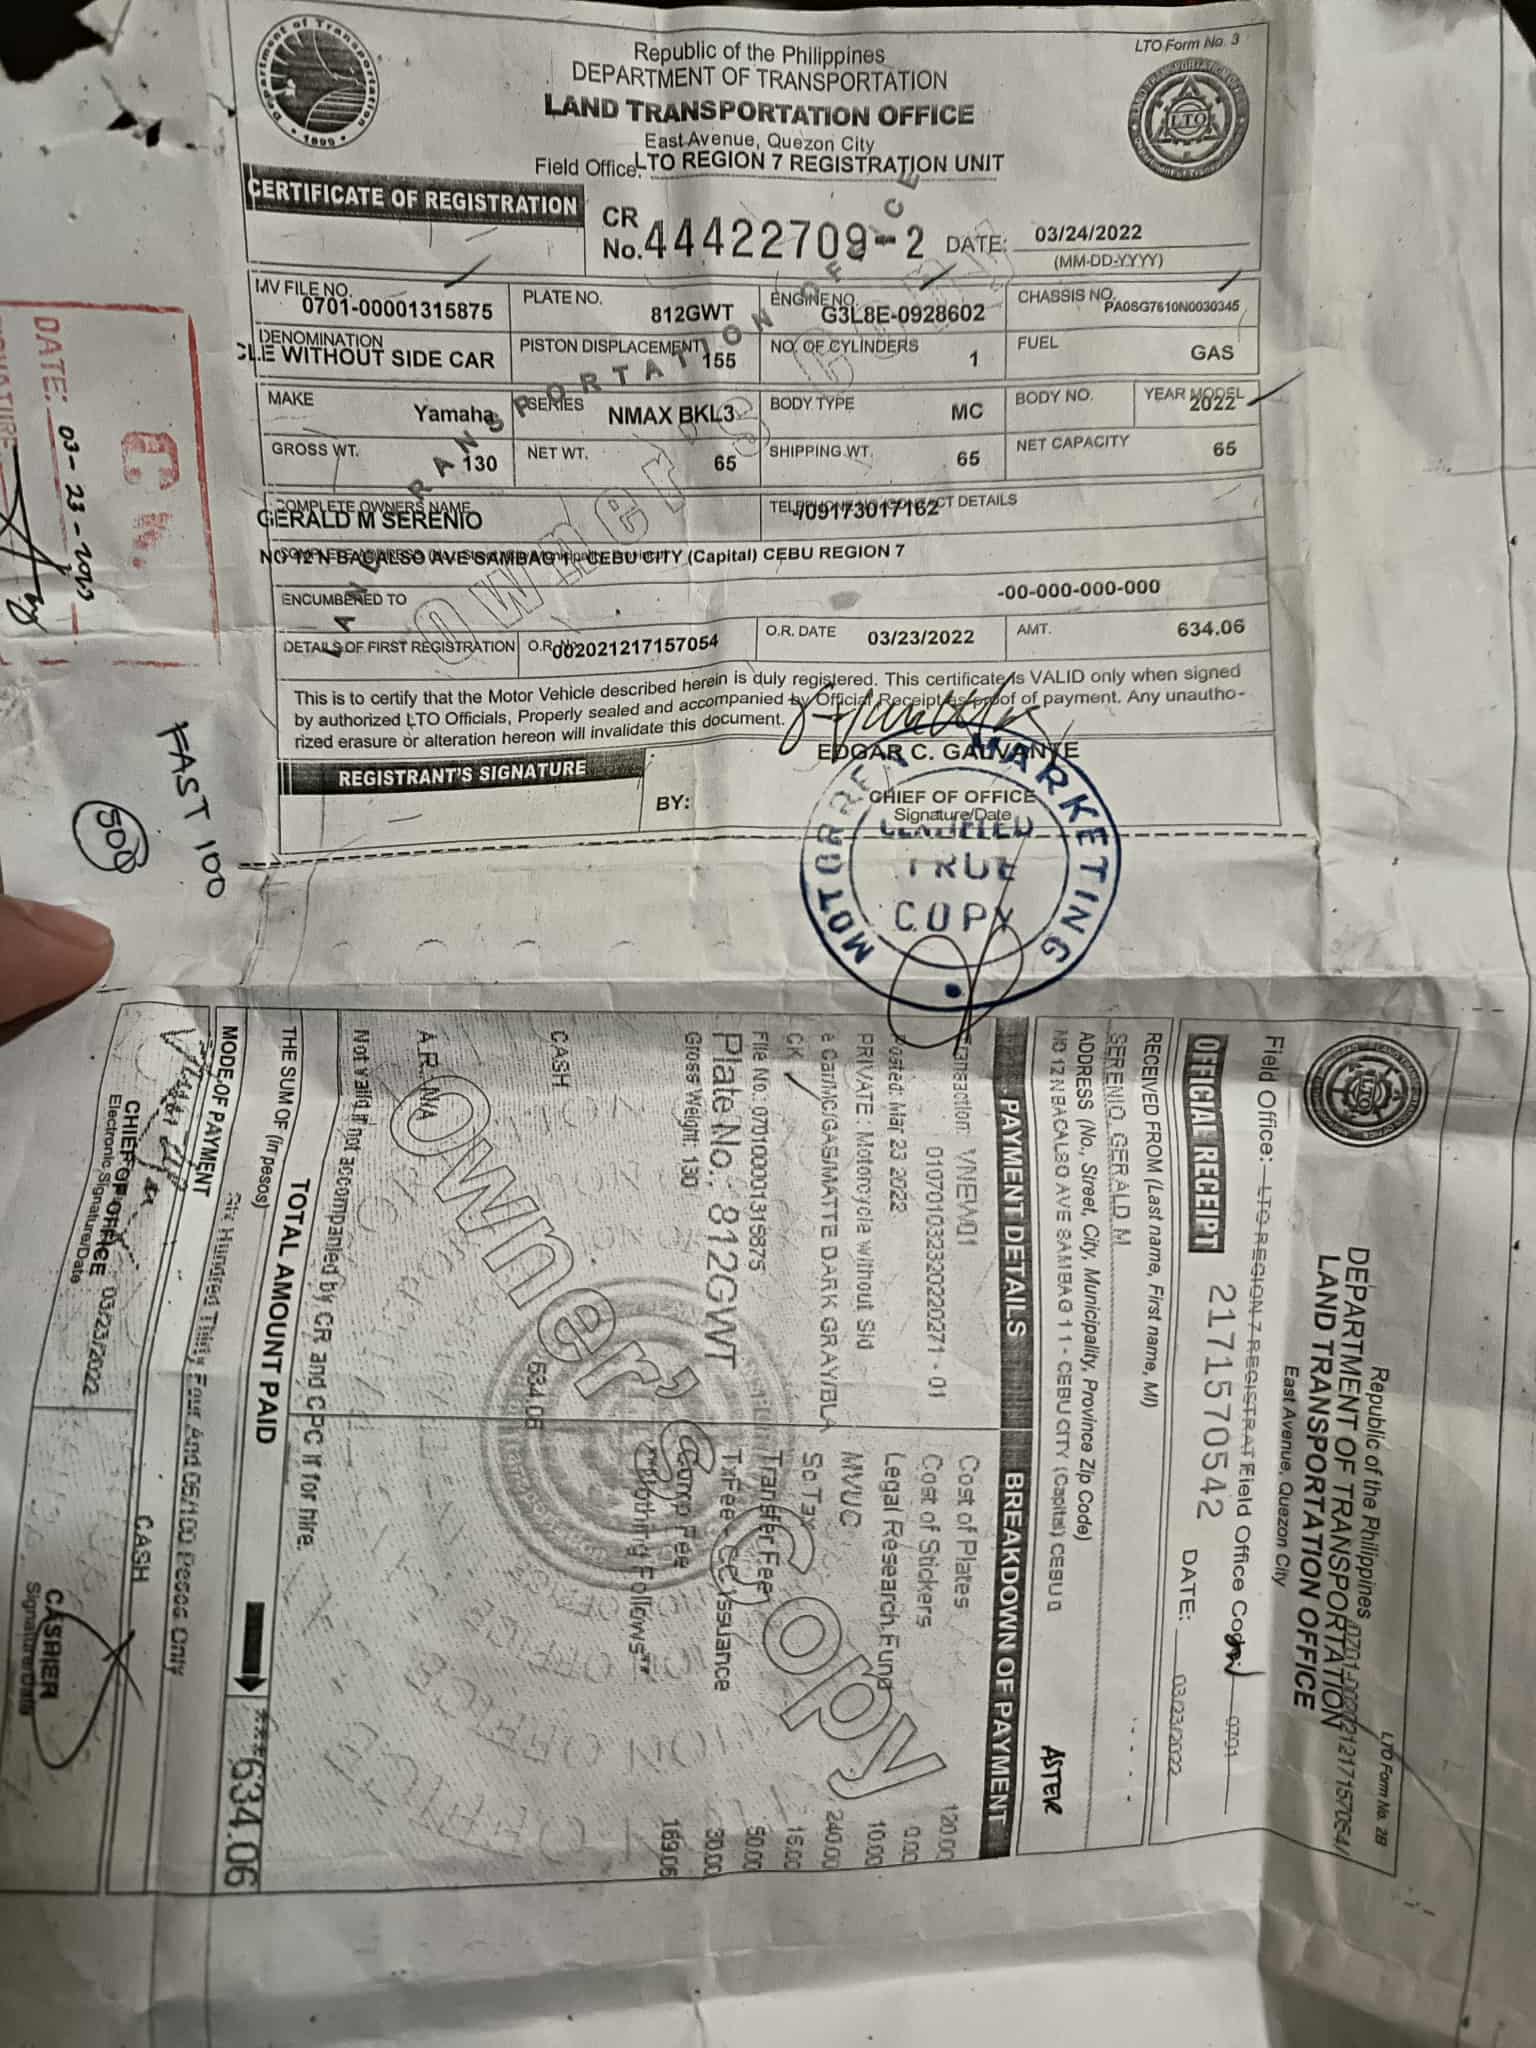 LTO Form No. 3
Republic of the Philippines
DEPARTMENT OF TRANSPORTATION
LAND TRANSPORTATION OFFICE
East Avenue, Quezon City
Field Office: LTO REGION 7 REGISTRATION UNIT
CERTIFICATE OF REGISTRATION
CR No. 44422709-2 DATE: 03/24/2022
(MM-DD-YYYY)
MV FILE NO. 0701-00001315875 PLATE NO. 812GWT ENGINE NO. G3L8E-0928602 CHASSIS NO. PA0SG7610N0030345
DENOMINATION CLE WITHOUT SIDE CAR PISTON DISPLACEMENT 155 NO. OF CYLINDERS 1 FUEL GAS
MAKE Yamaha SERIES NMAX BKL3 BODY TYPE MC BODY NO. YEAR MODEL 2022
GROSS WT. 130 NET WT. 65 SHIPPING WT. 65 NET CAPACITY 65
COMPLETE OWNERS NAME TELEPHONE NO./CONTACT DETAILS
GERALD M SERENIO /09173017162
NO 12 N BACALSO AVE SAMBAG 1 1 CEBU CITY (Capital) CEBU REGION 7
ENCUMBERED TO -00-000-000-000
DETAILS OF FIRST REGISTRATION O.R. No. 002021217157054 O.R. DATE 03/23/2022 AMT. 634.06
This is to certify that the Motor Vehicle described herein is duly registered. This certificate is VALID only when signed
by authorized LTO Officials, Properly sealed and accompanied by Official Receipt as proof of payment. Any unautho-
rized erasure or alteration hereon will invalidate this document.
REGISTRANT'S SIGNATURE
BY:
EDGAR C. GALVANTE
CHIEF OF OFFICE
Signature/Date
MARKETING
TRUE
COPY
Owner's Copy
O.K.
DATE: 03-23-2022
FAST 100
500
LTO Form No. 2B
Republic of the Philippines
DEPARTMENT OF TRANSPORTATION
LAND TRANSPORTATION OFFICE
East Avenue, Quezon City
Field Office: LTO REGION 7 REGISTRAT Field Office Code: 0701
OFFICIAL RECEIPT 2171570542 DATE: 03/23/2022
RECEIVED FROM (Last name, First name, MI)
SERENIO, GERALD M
ADDRESS (No., Street, City, Municipality, Province Zip Code)
NO 12 N BACALSO AVE SAMBAG 1 1 - CEBU CITY (Capital) CEBU 0
ASTER
PAYMENT DETAILS BREAKDOWN OF PAYMENT
Transaction: VNEW01 Cost of Plates 120.00
010701032320220271 - 01 Cost of Stickers 0.00
Posted: Mar 23 2022 Legal Research Fund 10.00
PRIVATE : Motorcycle without Sid MVUC 240.00
e Car/MC/GAS/MATTE DARK GRAY/BLA SoTax 15.00
CK Transfer Fee 50.00
File No.: 070100001315875 TxFee - CC Issuance 30.00
Plate No.: 812GWT Comp Fee 169.06
Gross Weight: 130 **Nothing Follows**
CASH 634.06
A.R.: N/A
Owner's Copy
Not valid if not accompanied by CR and CPC if for hire.
TOTAL AMOUNT PAID ***634.06
THE SUM OF (In pesos)
Six Hundred Thirty Four And 06/100 Pesos Only
MODE OF PAYMENT CASH
CHIEF OF OFFICE 03/23/2022
Electronic Signature/Date
CASHIER
Signature/Date